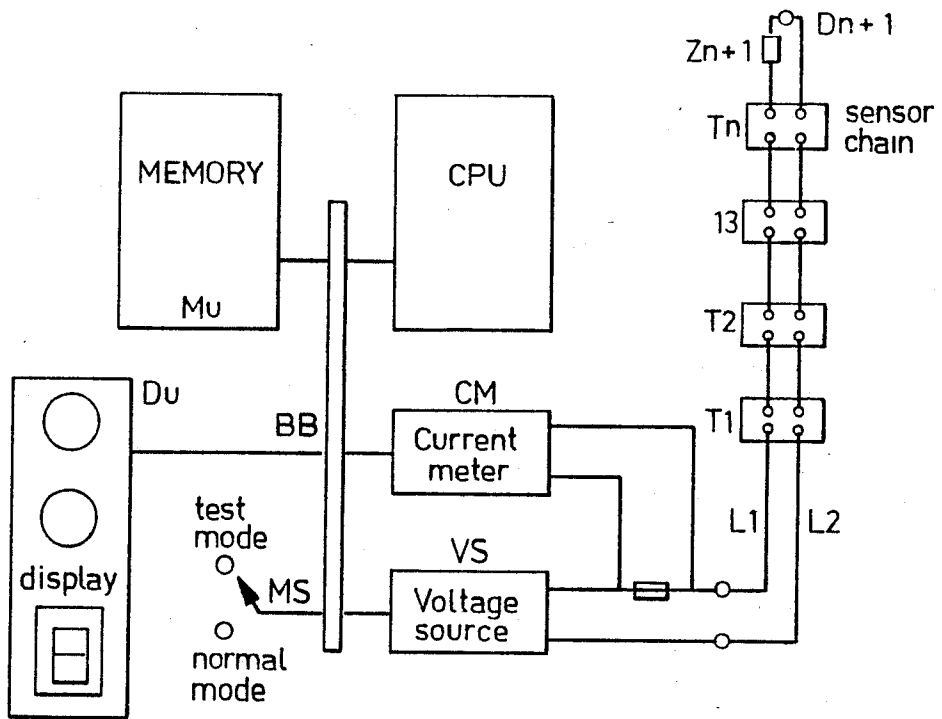 Dn+1
Zn+1
Tn
sensor
chain
MEMORY
CPU
13
Mu
T2
Du
CM
T1
BB
Current
meter
test
mode
L1
L2
VS
display
MS
Voltage
source
normal
mode